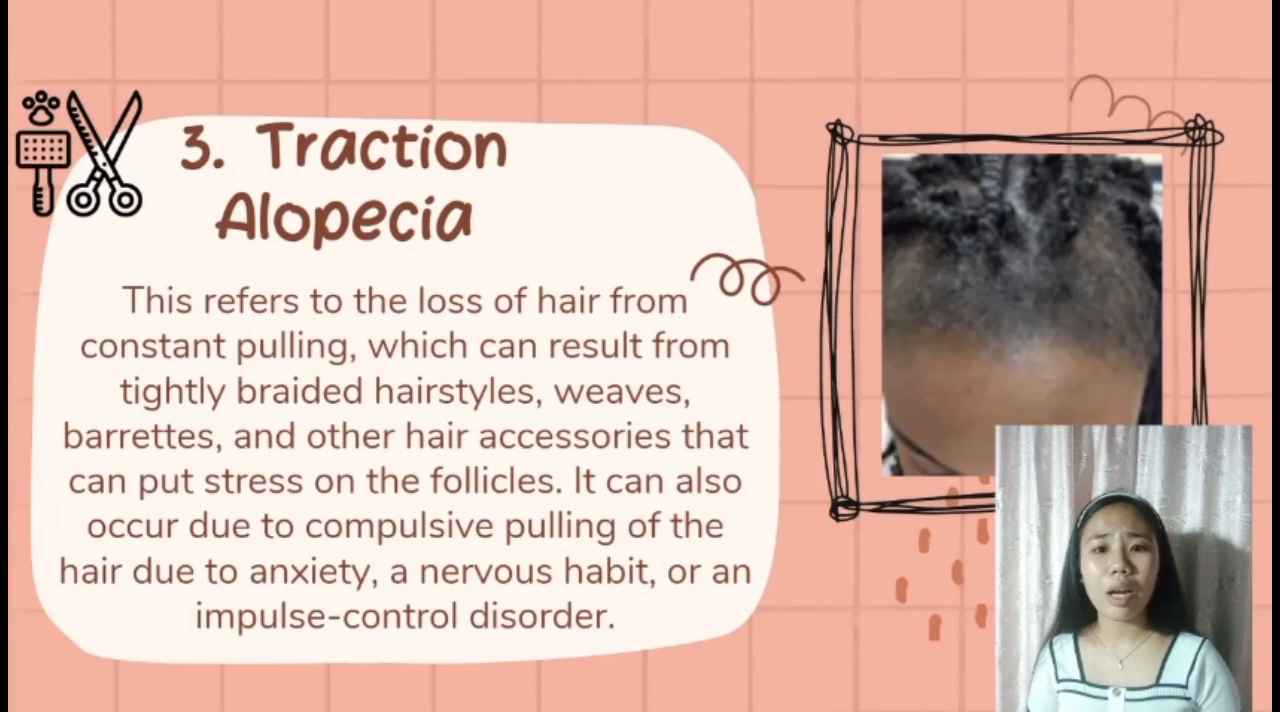 3. Traction
Alopecia
This refers to the loss of hair from
constant pulling, which can result from
tightly braided hairstyles, weaves,
barrettes, and other hair accessories that
can put stress on the follicles. It can also
occur due to compulsive pulling of the
hair due to anxiety, a nervous habit, or an
impulse-control disorder.